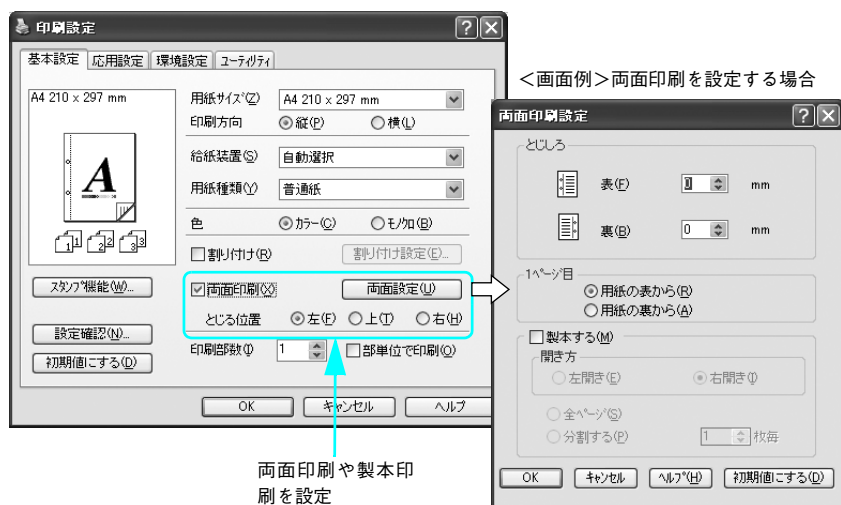 印刷設定
基本設定 応用設定 環境設定 ユーティリティ
A4 210 x 297 mm
用紙サイズ(Z) A4 210 x 297 mm
印刷方向 縦(P) 横(L)
給紙装置(S) 自動選択
用紙種類(Y) 普通紙
色 カラー(C) モノクロ(B)
割り付け(R) 割り付け設定(E)...
両面印刷(X) 両面設定(U)
とじる位置 左(F) 上(T) 右(H)
印刷部数(I) 1 部単位で印刷(O)
A
1 1 2 2 3 3
スタンプ機能(W)...
設定確認(N)...
初期値にする(D)
OK キャンセル ヘルプ
両面印刷や製本印
刷を設定
<画面例>両面印刷を設定する場合
両面印刷設定
とじしろ
表(F) 0 mm
裏(B) 0 mm
1ページ目
用紙の表から(R)
用紙の裏から(A)
製本する(M)
開き方
左開き(E) 右開き(I)
全ページ(S)
分割する(P) 1 枚毎
OK キャンセル ヘルプ(H) 初期値にする(D)